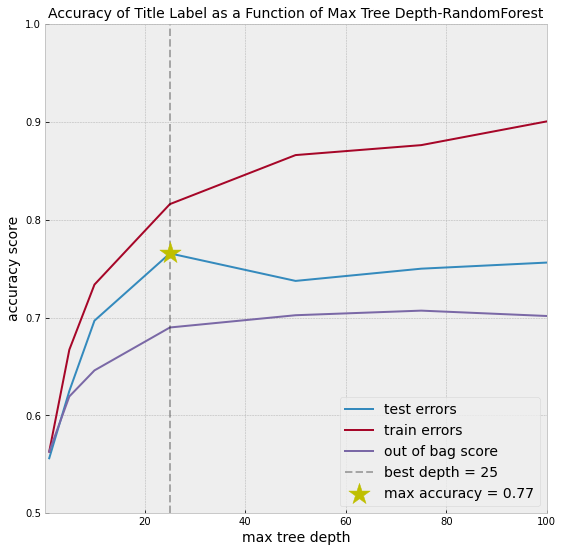 Accuracy of Title Label as a Function of Max Tree Depth-RandomForest
1.0
0.9
0.8
0.7
0.6
0.5
accuracy score
test errors
train errors
out of bag score
best depth = 25
max accuracy = 0.77
20 40 60 80 100
max tree depth